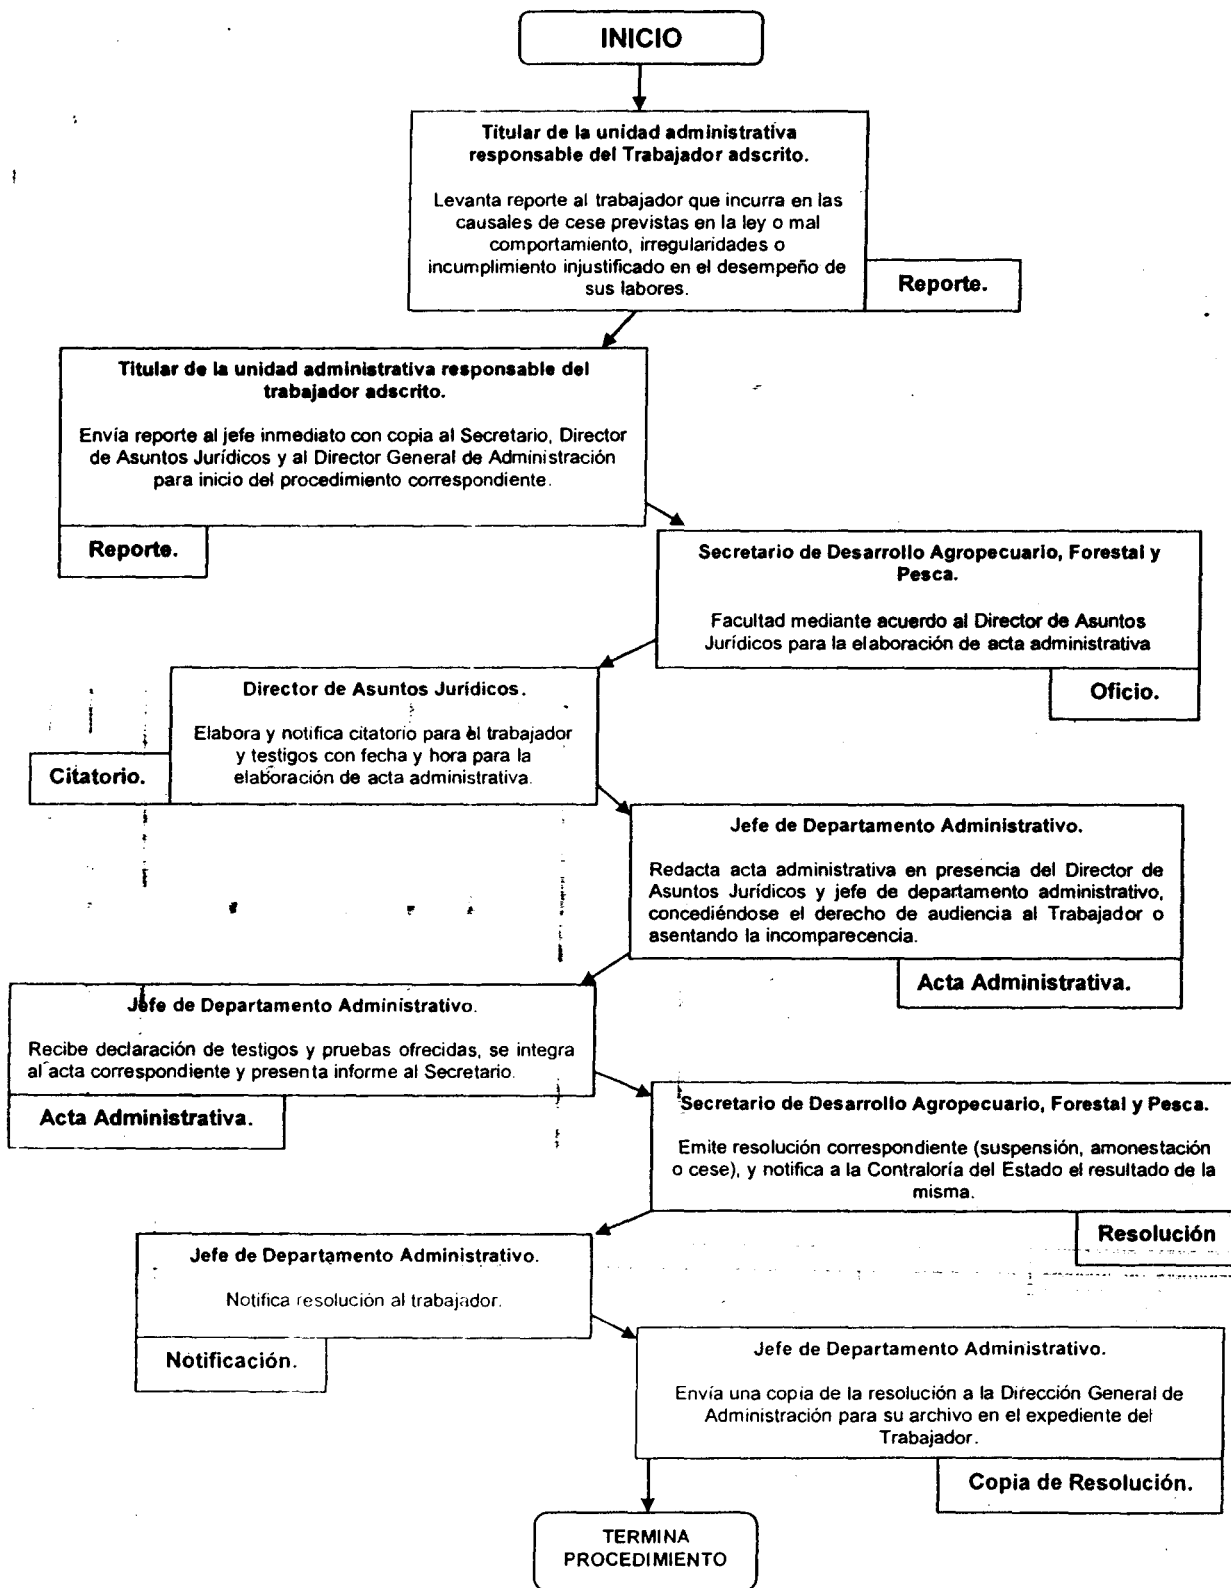 INICIO
Titular de la unidad administrativa
responsable del Trabajador adscrito.
Levanta reporte al trabajador que incurra en las
causales de cese previstas en la ley o mal
comportamiento, irregularidades o
incumplimiento injustificado en el desempeño de
sus labores.
Reporte.
Titular de la unidad administrativa responsable del
trabajador adscrito.
Envía reporte al jefe inmediato con copia al Secretario, Director
de Asuntos Jurídicos y al Director General de Administración
para inicio del procedimiento correspondiente.
Reporte.
Secretario de Desarrollo Agropecuario, Forestal y
Pesca.
Facultad mediante acuerdo al Director de Asuntos
Jurídicos para la elaboración de acta administrativa
Oficio.
Director de Asuntos Jurídicos.
Elabora y notifica citatorio para el trabajador
y testigos con fecha y hora para la
elaboración de acta administrativa.
Citatorio.
Jefe de Departamento Administrativo.
Redacta acta administrativa en presencia del Director de
Asuntos Jurídicos y jefe de departamento administrativo,
concediéndose el derecho de audiencia al Trabajador o
asentando la incomparecencia.
Acta Administrativa.
Jefe de Departamento Administrativo.
Recibe declaración de testigos y pruebas ofrecidas, se integra
al acta correspondiente y presenta informe al Secretario.
Acta Administrativa.
Secretario de Desarrollo Agropecuario, Forestal y Pesca.
Emite resolución correspondiente (suspensión, amonestación
o cese), y notifica a la Contraloría del Estado el resultado de la
misma.
Resolución
Jefe de Departamento Administrativo.
Notifica resolución al trabajador.
Notificación.
Jefe de Departamento Administrativo.
Envía una copia de la resolución a la Dirección General de
Administración para su archivo en el expediente del
Trabajador.
Copia de Resolución.
TERMINA
PROCEDIMIENTO